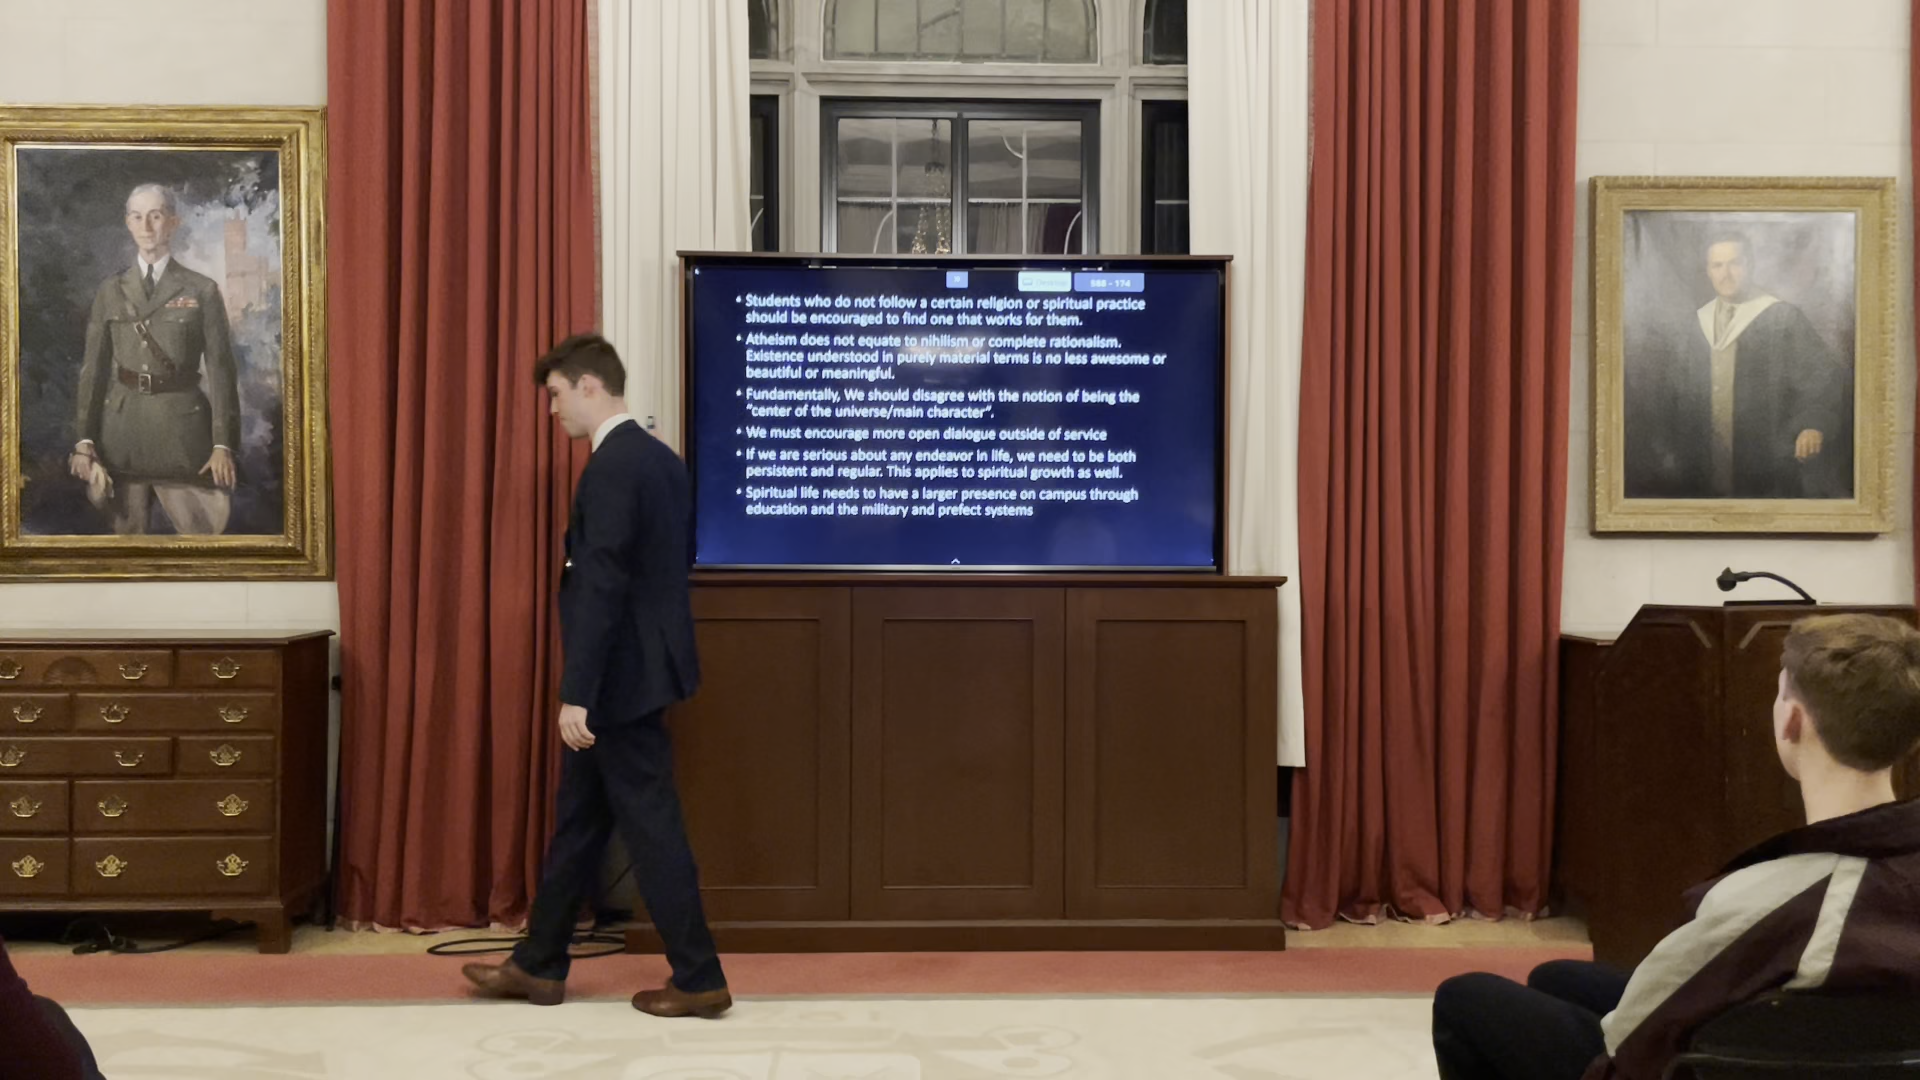 Desktop
568 - 174
• Students who do not follow a certain religion or spiritual practice
should be encouraged to find one that works for them.
• Atheism does not equate to nihilism or complete rationalism.
Existence understood in purely material terms is no less awesome or
beautiful or meaningful.
• Fundamentally, We should disagree with the notion of being the
“center of the universe/main character”.
• We must encourage more open dialogue outside of service
• If we are serious about any endeavor in life, we need to be both
persistent and regular. This applies to spiritual growth as well.
• Spiritual life needs to have a larger presence on campus through
education and the military and prefect systems